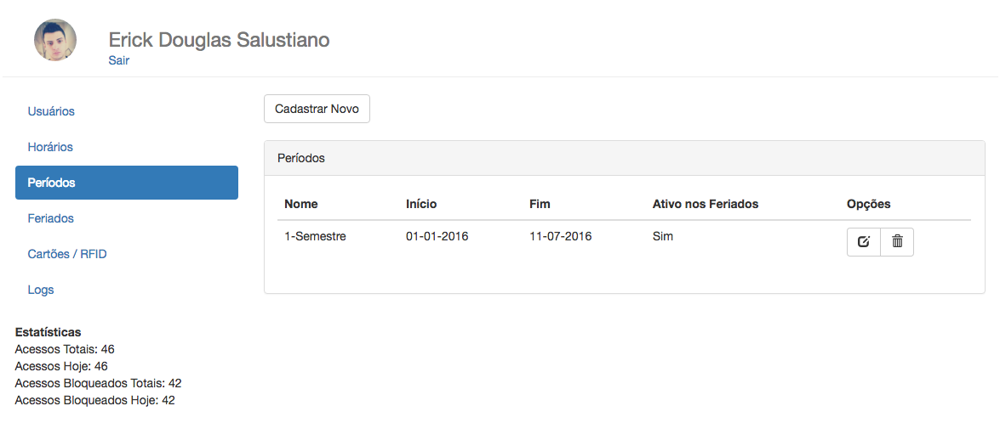 Erick Douglas Salustiano
Sair
Usuários
Horários
Períodos
Feriados
Cartões / RFID
Logs
Estatísticas
Acessos Totais: 46
Acessos Hoje: 46
Acessos Bloqueados Totais: 42
Acessos Bloqueados Hoje: 42
Cadastrar Novo
Períodos
Nome Início Fim Ativo nos Feriados Opções
1-Semestre 01-01-2016 11-07-2016 Sim